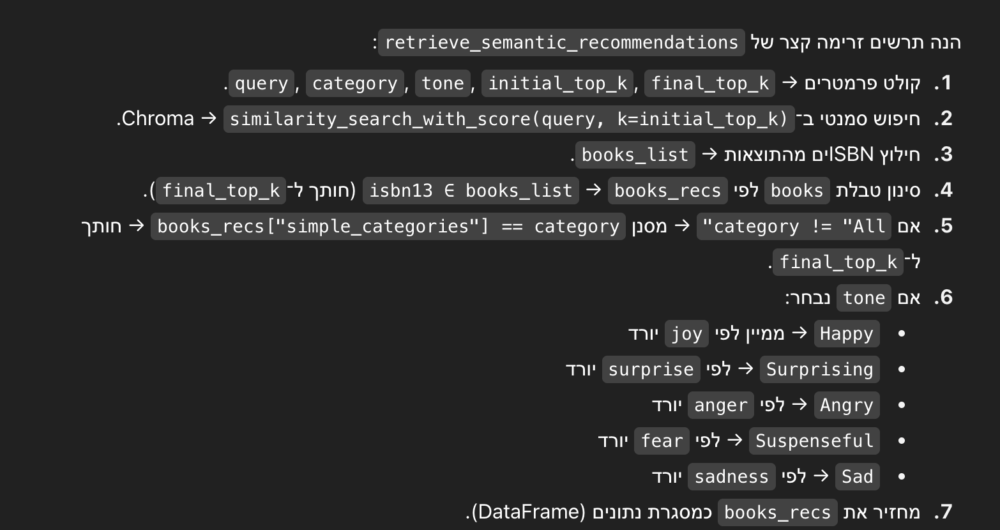 הנה תרשים זרימה קצר של retrieve_semantic_recommendations:
1. קולט פרמטרים → final_top_k, initial_top_k, tone, category, query.
2. חיפוש סמנטי ב־similarity_search_with_score(query, k=initial_top_k) → Chroma.
3. חילוץ ISBNים מהתוצאות → books_list.
4. סינון טבלת books לפי books_recs → isbn13 ∈ books_list (חותך ל־final_top_k).
5. אם category != "All" → מסנן books_recs["simple_categories"] == category → חותך
ל־final_top_k.
6. אם tone נבחר:
• Happy → ממיין לפי joy יורד
• Surprising → לפי surprise יורד
• Angry → לפי anger יורד
• Suspenseful → לפי fear יורד
• Sad → לפי sadness יורד
7. מחזיר את books_recs כמסגרת נתונים (DataFrame).